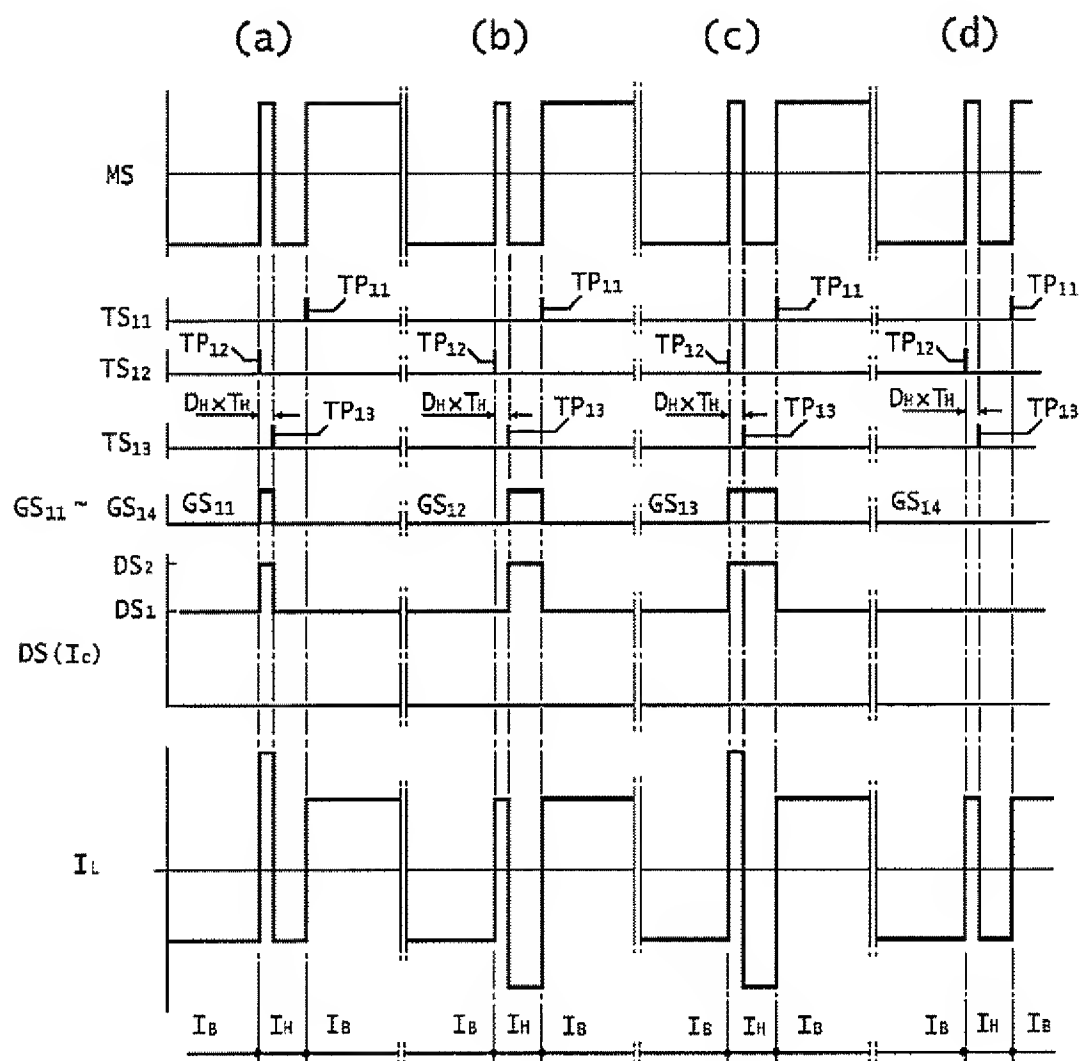 (a) (b) (c) (d)
MS
TP11 TP11 TP11 TP11
TS11
TP12 TP12 TP12 TP12
TS12
DH×TH DH×TH DH×TH DH×TH
TP13 TP13 TP13 TP13
TS13
GS11 ~ GS14 GS11 GS12 GS13 GS14
DS2
DS1
DS(Ic)
IL
IB IH IB IB IH IB IB IH IB IB IH IB